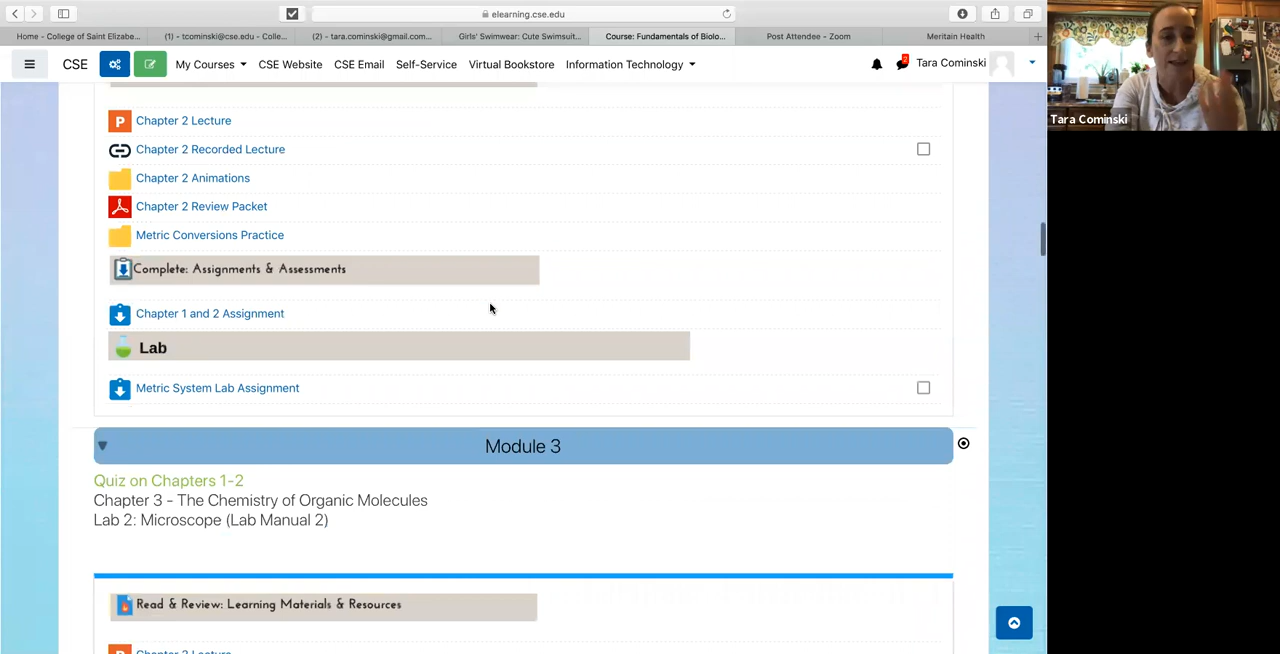 elearning.cse.edu
Home - College of Saint Elizabe...
(1) - tcominski@cse.edu - Colle...
(2) - tara.cominski@gmail.com...
Girls' Swimwear: Cute Swimsuit...
Course: Fundamentals of Biolo...
Post Attendee - Zoom
Meritain Health
CSE
My Courses
CSE Website
CSE Email
Self-Service
Virtual Bookstore
Information Technology
2
Tara Cominski
Tara Cominski
Chapter 2 Lecture
Chapter 2 Recorded Lecture
Chapter 2 Animations
Chapter 2 Review Packet
Metric Conversions Practice
Complete: Assignments & Assessments
Chapter 1 and 2 Assignment
Lab
Metric System Lab Assignment
Module 3
Quiz on Chapters 1-2
Chapter 3 - The Chemistry of Organic Molecules
Lab 2: Microscope (Lab Manual 2)
Read & Review: Learning Materials & Resources
Chapter 2 Lecture